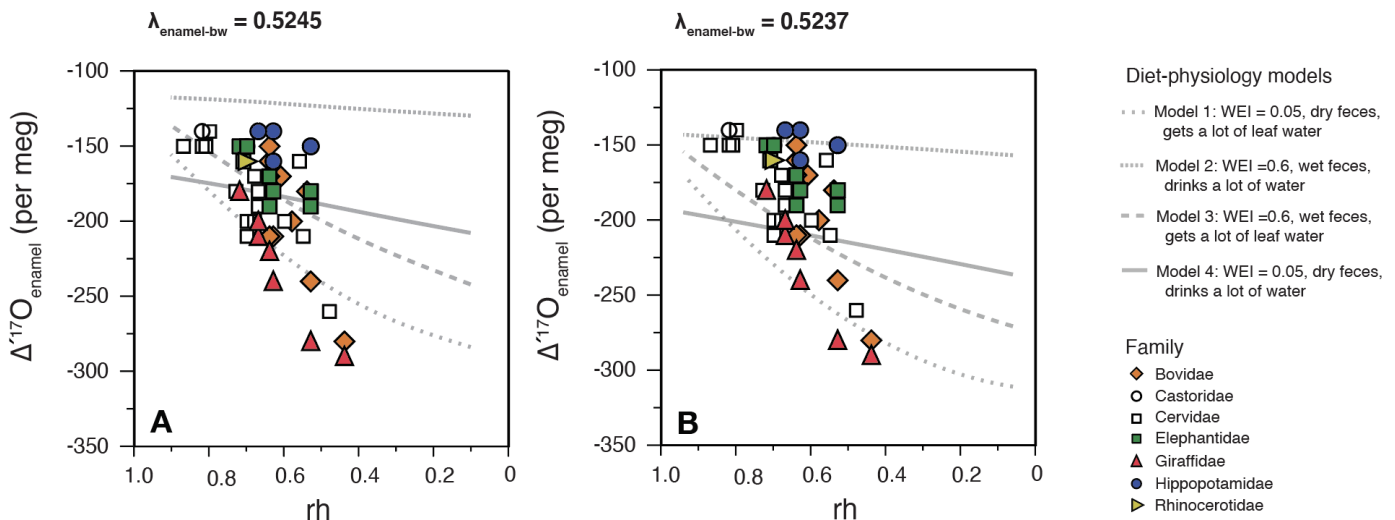 λenamel-bw = 0.5245
λenamel-bw = 0.5237
Δ′17Oenamel (per meg)
-100
-150
-200
-250
-300
-350
A
1.0
0.8
0.6
0.4
0.2
0
rh
Δ′17Oenamel (per meg)
-100
-150
-200
-250
-300
-350
B
1.0
0.8
0.6
0.4
0.2
0
rh
Diet-physiology models
Model 1: WEI = 0.05, dry feces,
gets a lot of leaf water
Model 2: WEI =0.6, wet feces,
drinks a lot of water
Model 3: WEI =0.6, wet feces,
gets a lot of leaf water
Model 4: WEI = 0.05, dry feces,
drinks a lot of water
Family
Bovidae
Castoridae
Cervidae
Elephantidae
Giraffidae
Hippopotamidae
Rhinocerotidae